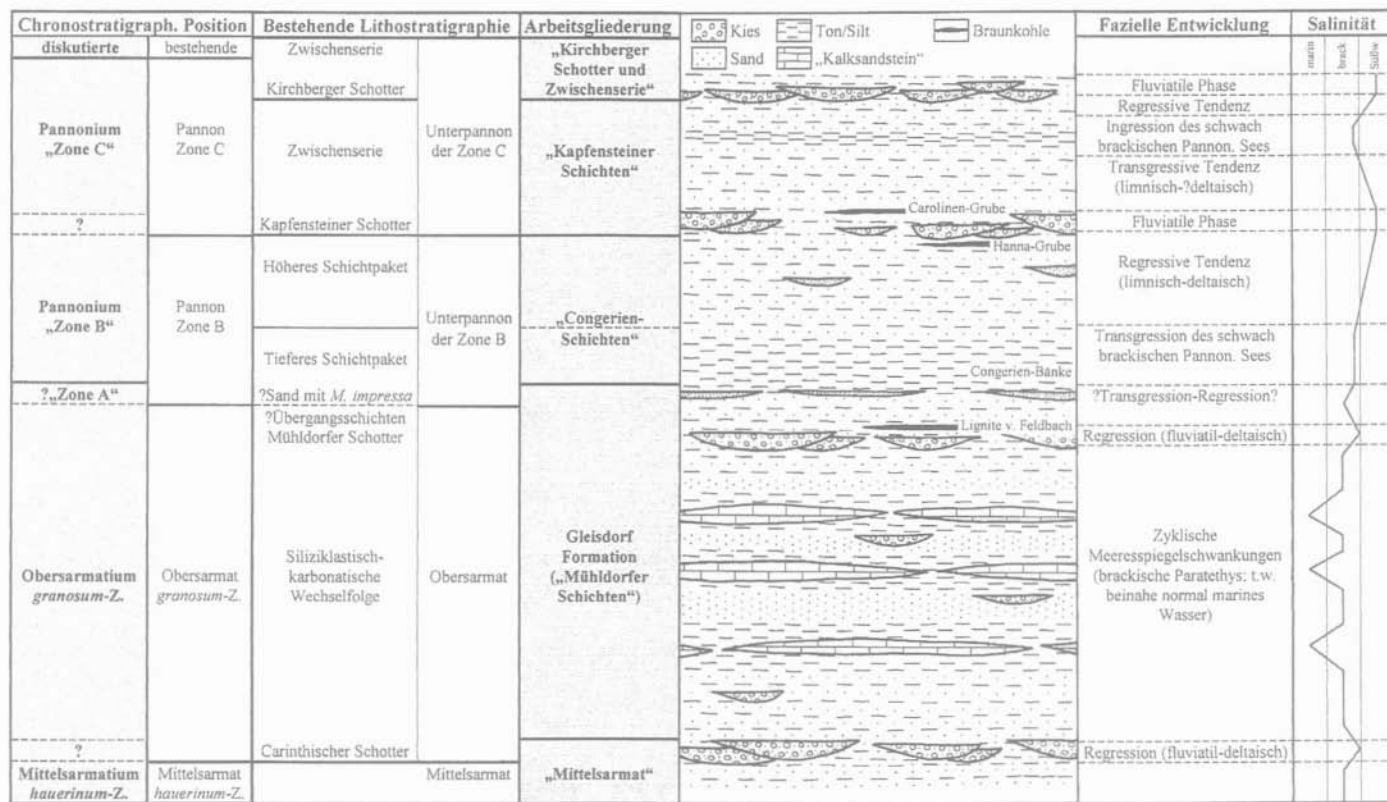 Chronostratigraph. Position
Bestehende Lithostratigraphie
Arbeitsgliederung
Fazielle Entwicklung
Salinität
diskutierte
bestehende
Kies
Ton/Silt
Braunkohle
Sand
„Kalksandstein“
marin
brack
Süßw
Pannonium
„Zone C“
?
Pannonium
„Zone B“
?„Zone A“
Obersarmatium
granosum-Z.
?
Mittelsarmatium
hauerinum-Z.
Pannon
Zone C
Pannon
Zone B
Obersarmat
granosum-Z.
Mittelsarmat
hauerinum-Z.
Zwischenserie
Kirchberger Schotter
Zwischenserie
Kapfensteiner Schotter
Höheres Schichtpaket
Tieferes Schichtpaket
?Sand mit M. impressa
?Übergangsschichten
Mühldorfer Schotter
Siliziklastisch-
karbonatische
Wechselfolge
Carinthischer Schotter
Unterpannon
der Zone C
Unterpannon
der Zone B
Obersarmat
Mittelsarmat
„Kirchberger
Schotter und
Zwischenserie“
„Kapfensteiner
Schichten“
„Congerien-
Schichten“
Gleisdorf
Formation
(„Mühldorfer
Schichten“)
„Mittelsarmat“
Carolinen-Grube
Hanna-Grube
Congerien-Bänke
Lignite v. Feldbach
Fluviatile Phase
Regressive Tendenz
Ingression des schwach
brackischen Pannon. Sees
Transgressive Tendenz
(limnisch-?deltaisch)
Fluviatile Phase
Regressive Tendenz
(limnisch-deltaisch)
Transgression des schwach
brackischen Pannon. Sees
?Transgression-Regression?
Regression (fluviatil-deltaisch)
Zyklische
Meeresspiegelschwankungen
(brackische Paratethys; t.w.
beinahe normal marines
Wasser)
Regression (fluviatil-deltaisch)